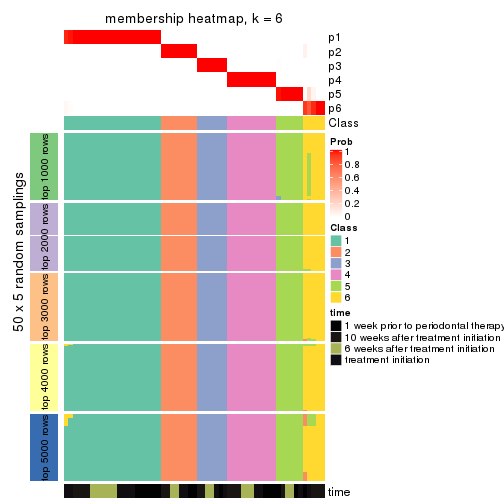 membership heatmap, k = 6
p1
p2
p3
p4
p5
p6
Class
50 x 5 random samplings
top 1000 rows
top 2000 rows
top 3000 rows
top 4000 rows
top 5000 rows
Prob
1
0.8
0.6
0.4
0.2
0
Class
1
2
3
4
5
6
time
1 week prior to periodontal therapy
10 weeks after treatment initiation
6 weeks after treatment initiation
treatment initiation
time